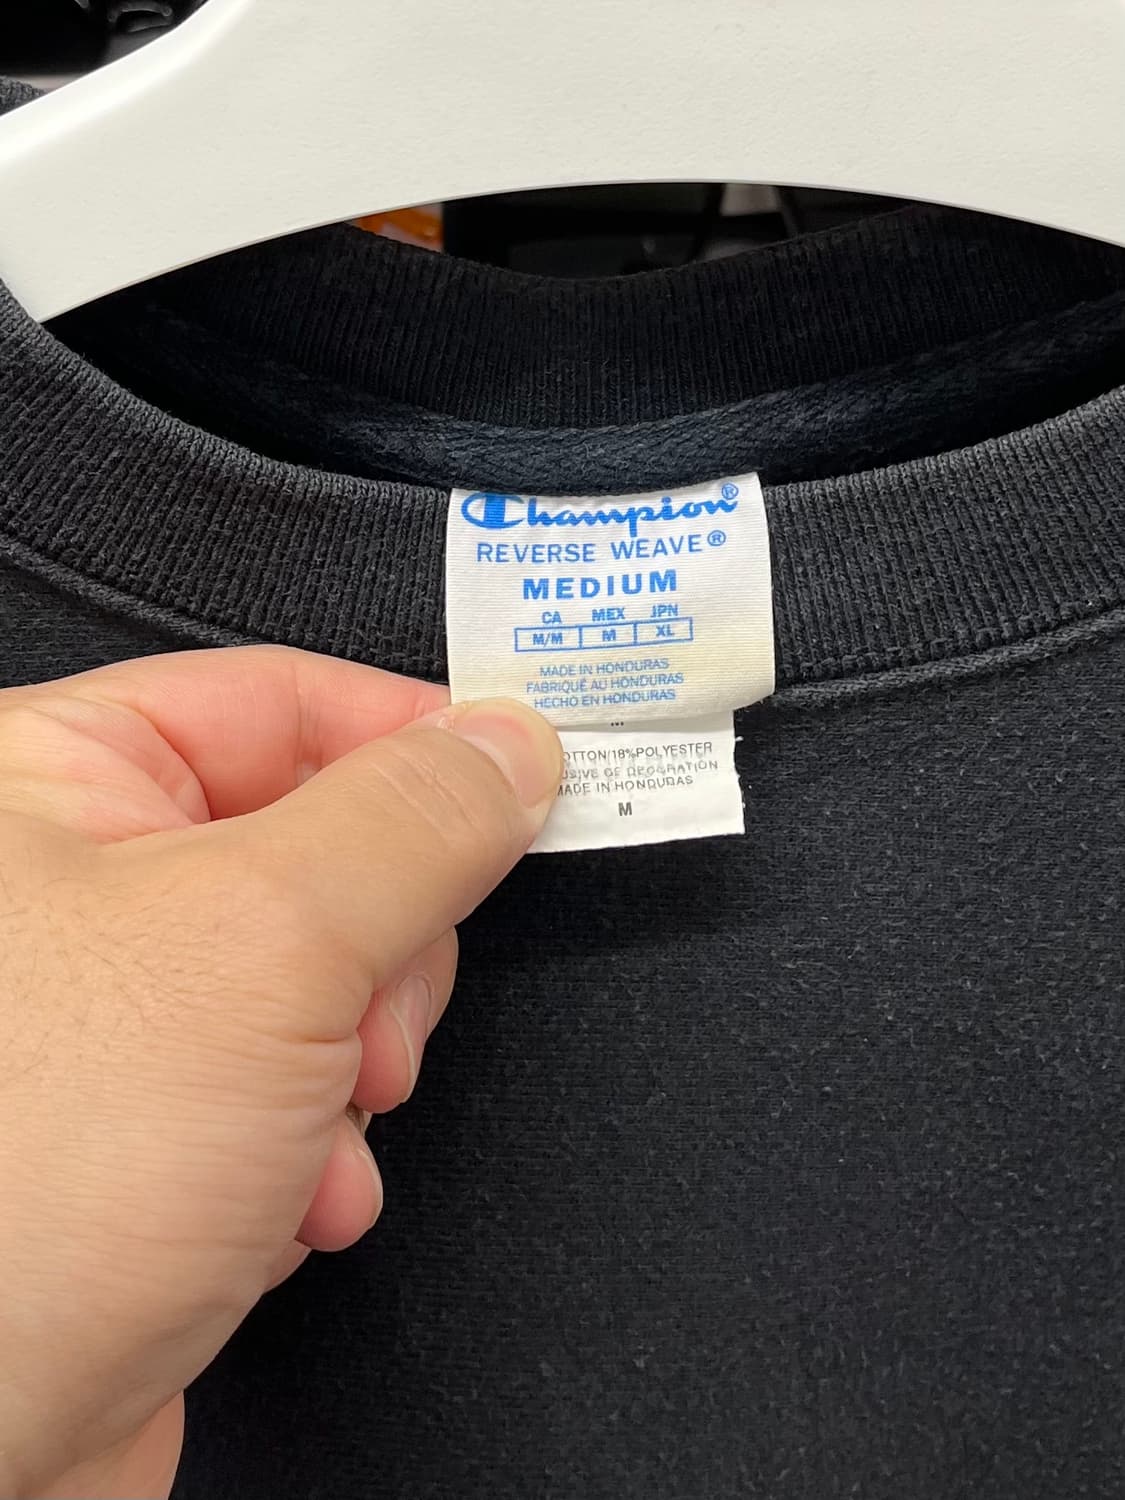 Champion®
REVERSE WEAVE®
MEDIUM
CA MEX JPN
M/M M XL
MADE IN HONDURAS
FABRIQUÉ AU HONDURAS
HECHO EN HONDURAS
M
OTTON/18%POLYESTER
USIVE OF DECORATION
MADE IN HONDURAS
M